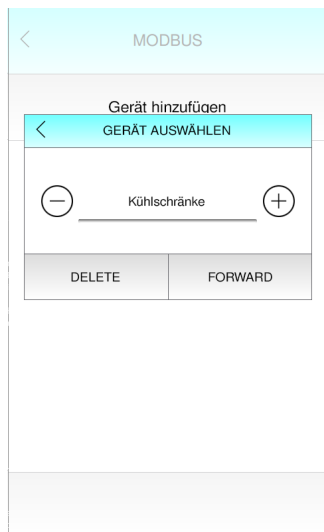 MODBUS
Gerät hinzufügen
GERÄT AUSWÄHLEN
Kühlschränke
DELETE FORWARD